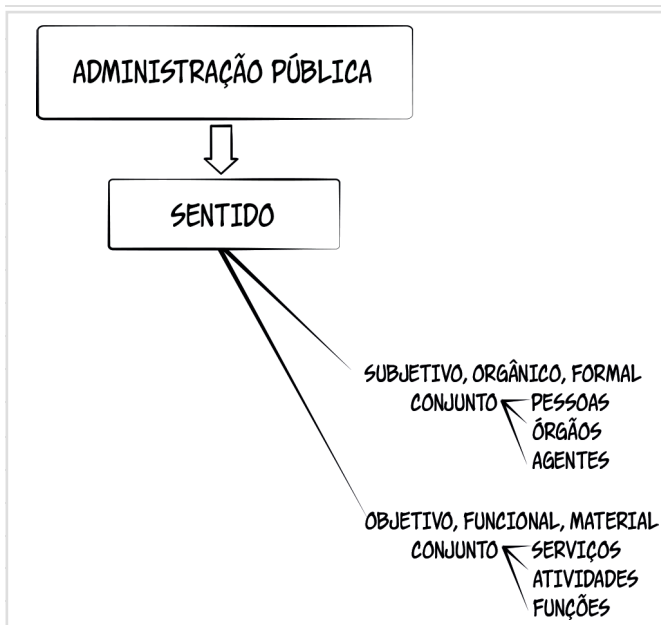 ADMINISTRAÇÃO PÚBLICA
SENTIDO
SUBJETIVO, ORGÂNICO, FORMAL
CONJUNTO PESSOAS
ÓRGÃOS
AGENTES
OBJETIVO, FUNCIONAL, MATERIAL
CONJUNTO SERVIÇOS
ATIVIDADES
FUNÇÕES